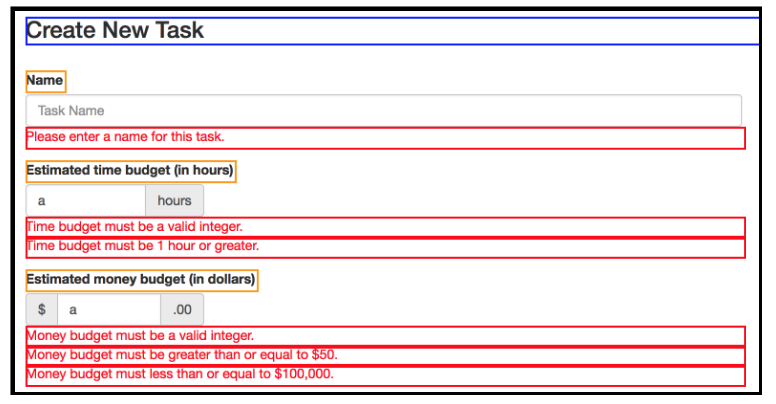 Create New Task
Name
Task Name
Please enter a name for this task.
Estimated time budget (in hours)
a hours
Time budget must be a valid integer.
Time budget must be 1 hour or greater.
Estimated money budget (in dollars)
$ a .00
Money budget must be a valid integer.
Money budget must be greater than or equal to $50.
Money budget must less than or equal to $100,000.